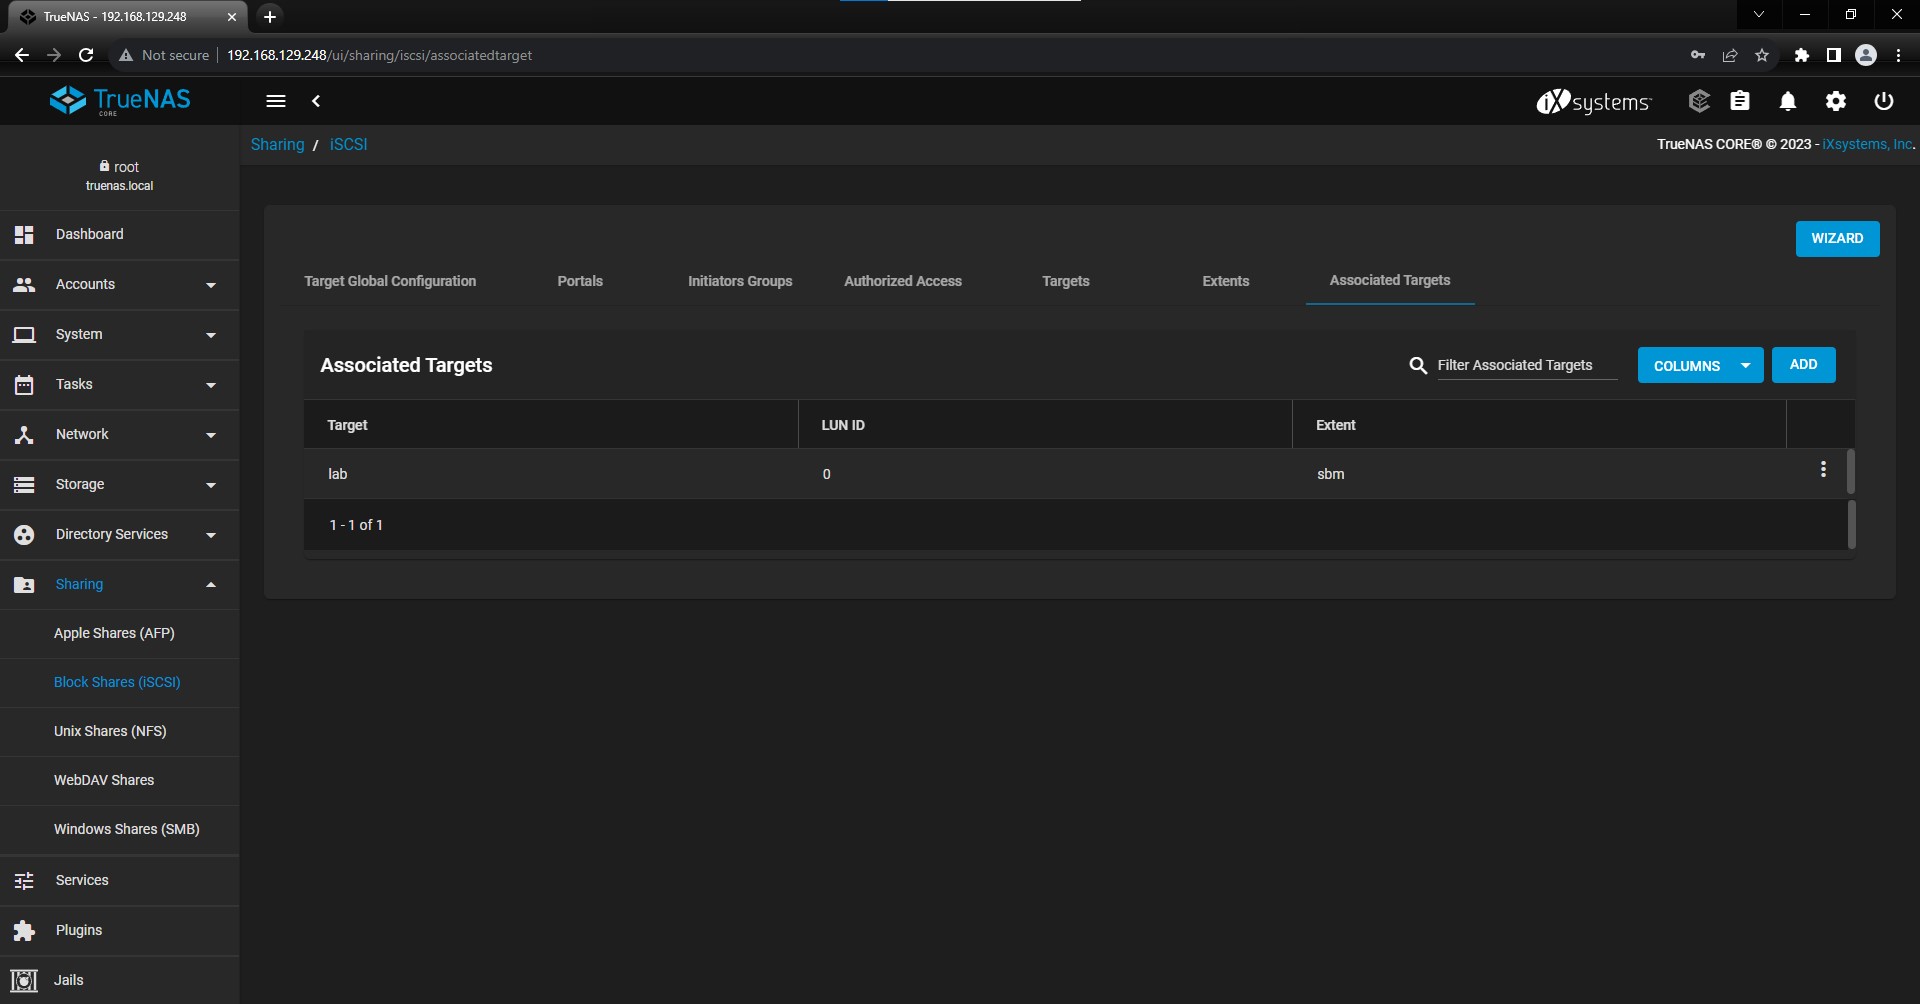 TrueNAS - 192.168.129.248
Not secure
192.168.129.248/ui/sharing/iscsi/associatedtarget
TrueNAS
CORE
iXsystems
Sharing / iSCSI
TrueNAS CORE® © 2023 - iXsystems, Inc.
root
truenas.local
Dashboard
Accounts
System
Tasks
Network
Storage
Directory Services
Sharing
Apple Shares (AFP)
Block Shares (iSCSI)
Unix Shares (NFS)
WebDAV Shares
Windows Shares (SMB)
Services
Plugins
Jails
WIZARD
Target Global Configuration
Portals
Initiators Groups
Authorized Access
Targets
Extents
Associated Targets
Associated Targets
Filter Associated Targets
COLUMNS
ADD
Target LUN ID Extent
lab 0 sbm
1 - 1 of 1